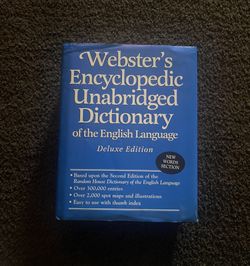 Webster's
Encyclopedic
Unabridged
Dictionary
of the English Language
Deluxe Edition
NEW
WORDS
SECTION
• Based upon the Second Edition of the
Random House Dictionary of the English Language
• Over 300,000 entries
• Over 2,000 spot maps and illustrations
• Easy to use with thumb index